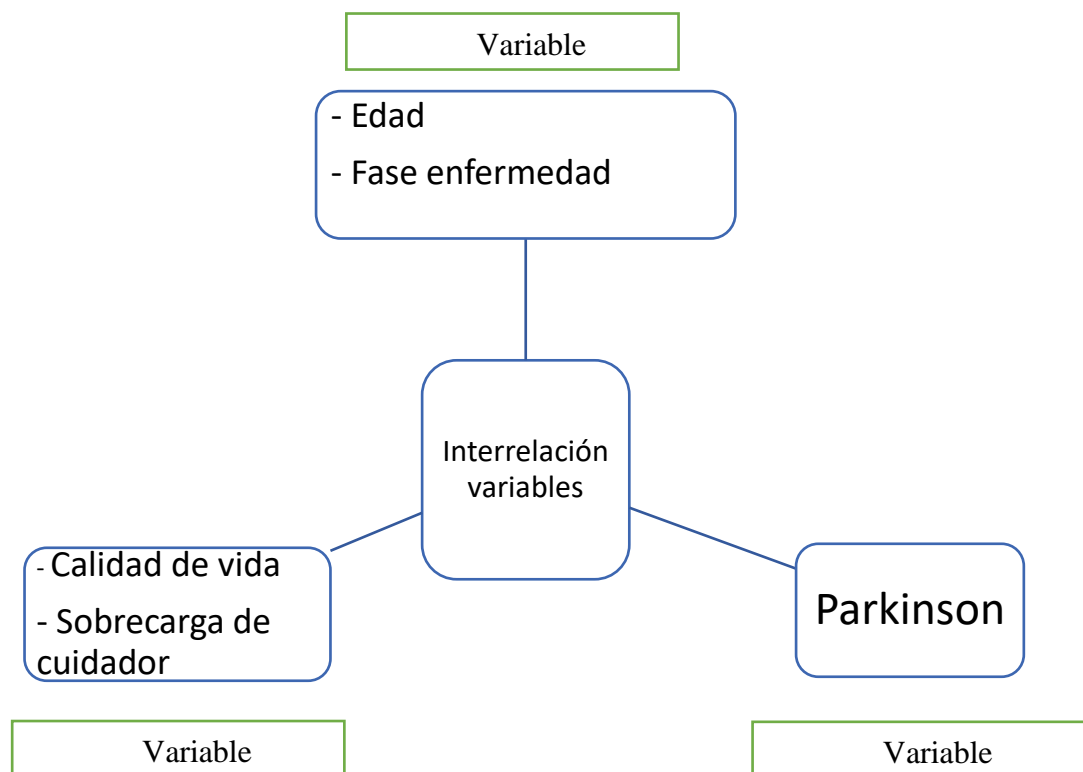 Variable
- Edad
- Fase enfermedad
Interrelación
variables
- Calidad de vida
- Sobrecarga de
cuidador
Parkinson
Variable
Variable